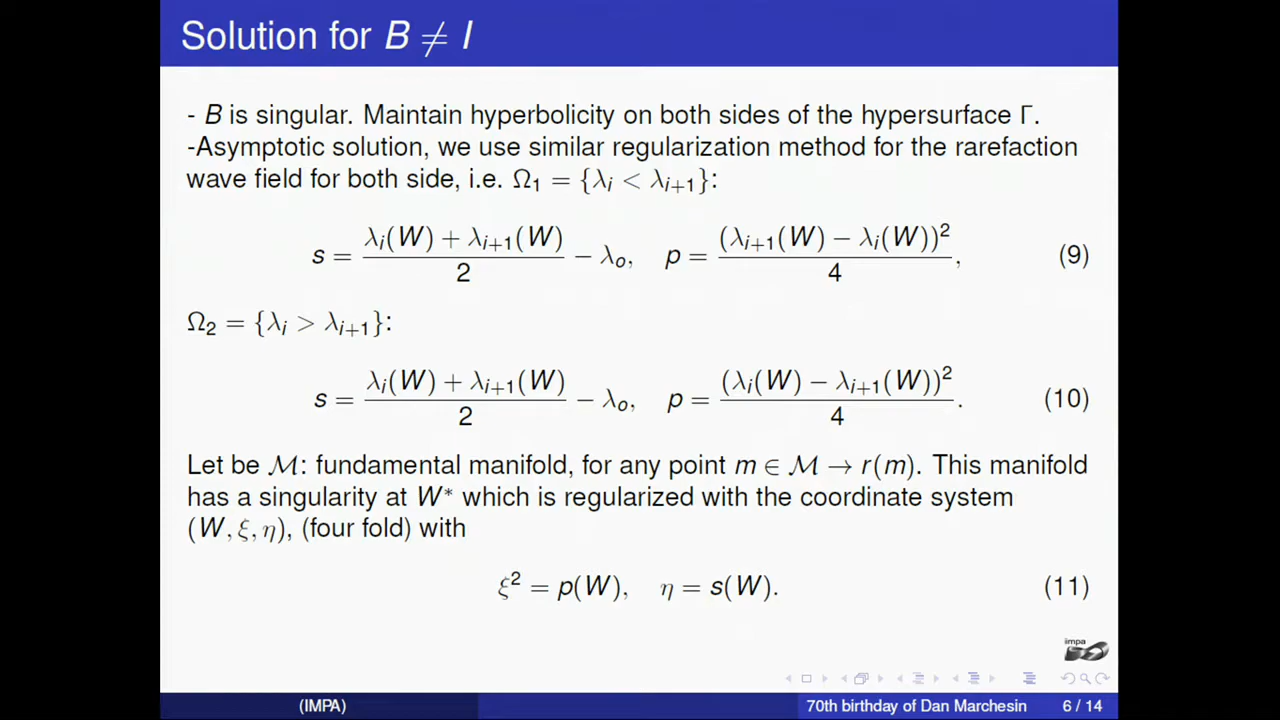 Solution for B ≠ I
- B is singular. Maintain hyperbolicity on both sides of the hypersurface Γ.
-Asymptotic solution, we use similar regularization method for the rarefaction
wave field for both side, i.e. Ω₁ = {λᵢ < λᵢ₊₁}:
s = (λᵢ(W) + λᵢ₊₁(W))/2 − λₒ, p = (λᵢ₊₁(W) − λᵢ(W))²/4, (9)
Ω₂ = {λᵢ > λᵢ₊₁}:
s = (λᵢ(W) + λᵢ₊₁(W))/2 − λₒ, p = (λᵢ(W) − λᵢ₊₁(W))²/4. (10)
Let be ℳ: fundamental manifold, for any point m ∈ ℳ → r(m). This manifold
has a singularity at W* which is regularized with the coordinate system
(W, ξ, η), (four fold) with
ξ² = p(W), η = s(W). (11)
impa
(IMPA) 70th birthday of Dan Marchesin 6 / 14